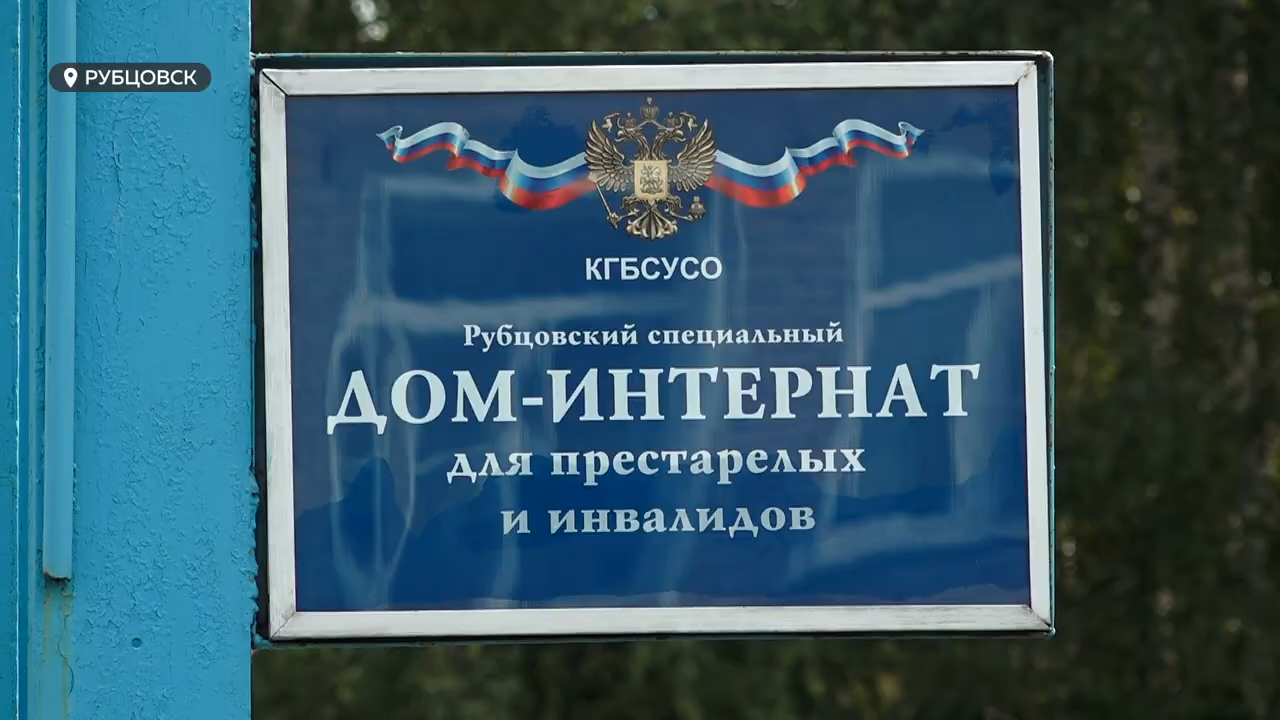 РУБЦОВСК
КГБСУСО
Рубцовский специальный
ДОМ-ИНТЕРНАТ
для престарелых
и инвалидов